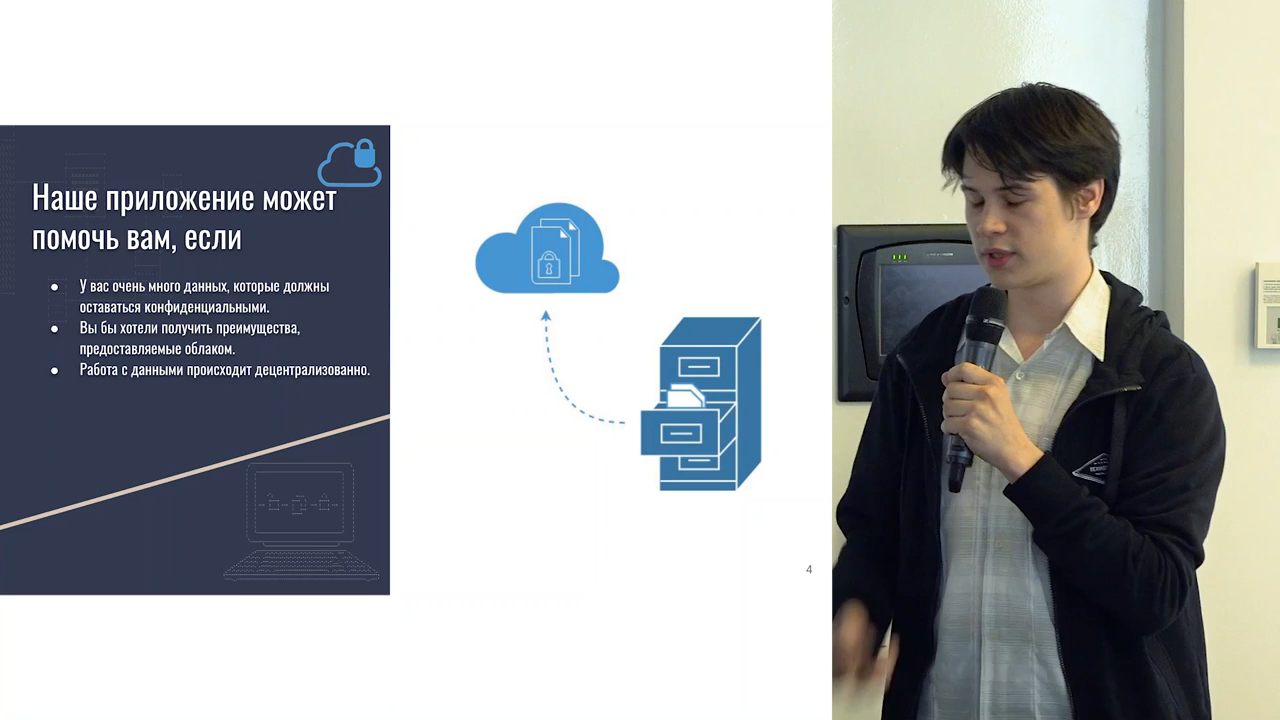 Наше приложение может
помочь вам, если
● У вас очень много данных, которые должны
оставаться конфиденциальными.
● Вы бы хотели получить преимущества,
предоставляемые облаком.
● Работа с данными происходит децентрализованно.
4